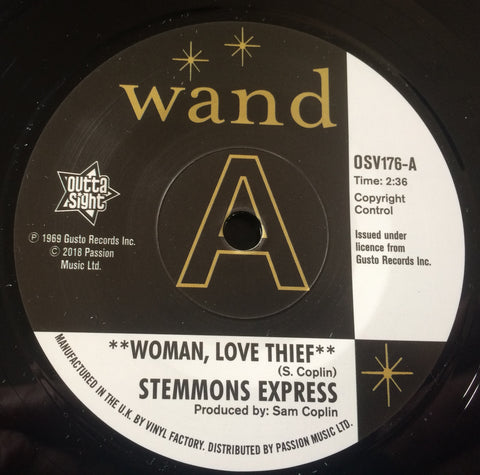 wand
A
OSV176-A
Time: 2:36
Copyright
Control
Issued under
licence from
Gusto Records Inc.
outta
sight
℗ 1969 Gusto Records Inc.
© 2018 Passion
Music Ltd.
**WOMAN, LOVE THIEF**
(S. Coplin)
STEMMONS EXPRESS
Produced by: Sam Coplin
MANUFACTURED IN THE U.K. BY VINYL FACTORY. DISTRIBUTED BY PASSION MUSIC LTD.